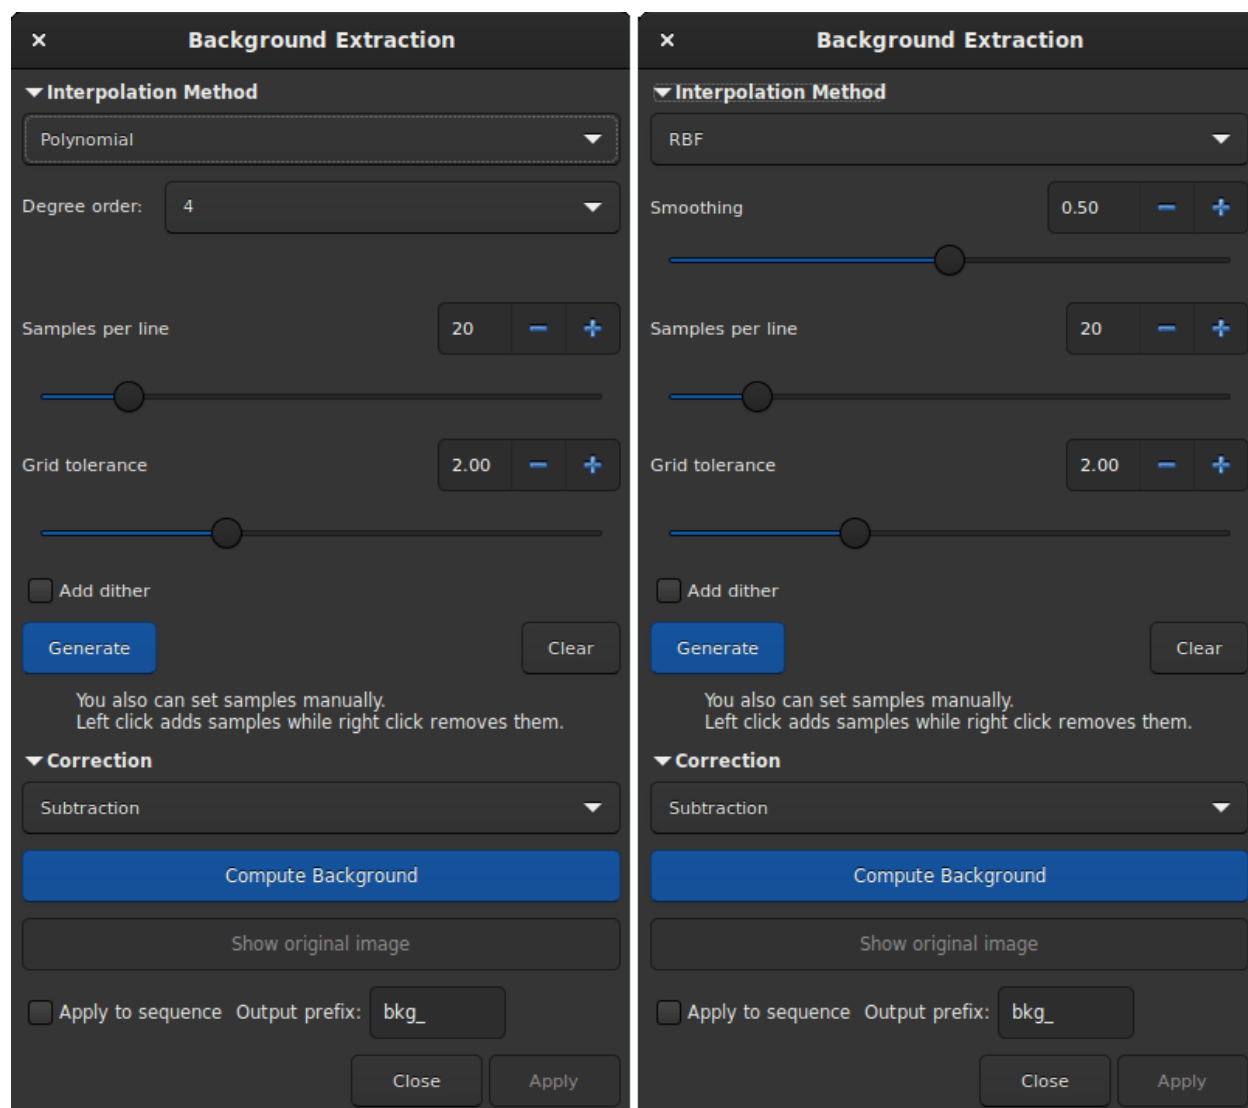 × Background Extraction
Interpolation Method
Polynomial
Degree order: 4
Samples per line 20 − +
Grid tolerance 2.00 − +
Add dither
Generate Clear
You also can set samples manually.
Left click adds samples while right click removes them.
Correction
Subtraction
Compute Background
Show original image
Apply to sequence Output prefix: bkg_
Close Apply
× Background Extraction
Interpolation Method
RBF
Smoothing 0.50 − +
Samples per line 20 − +
Grid tolerance 2.00 − +
Add dither
Generate Clear
You also can set samples manually.
Left click adds samples while right click removes them.
Correction
Subtraction
Compute Background
Show original image
Apply to sequence Output prefix: bkg_
Close Apply